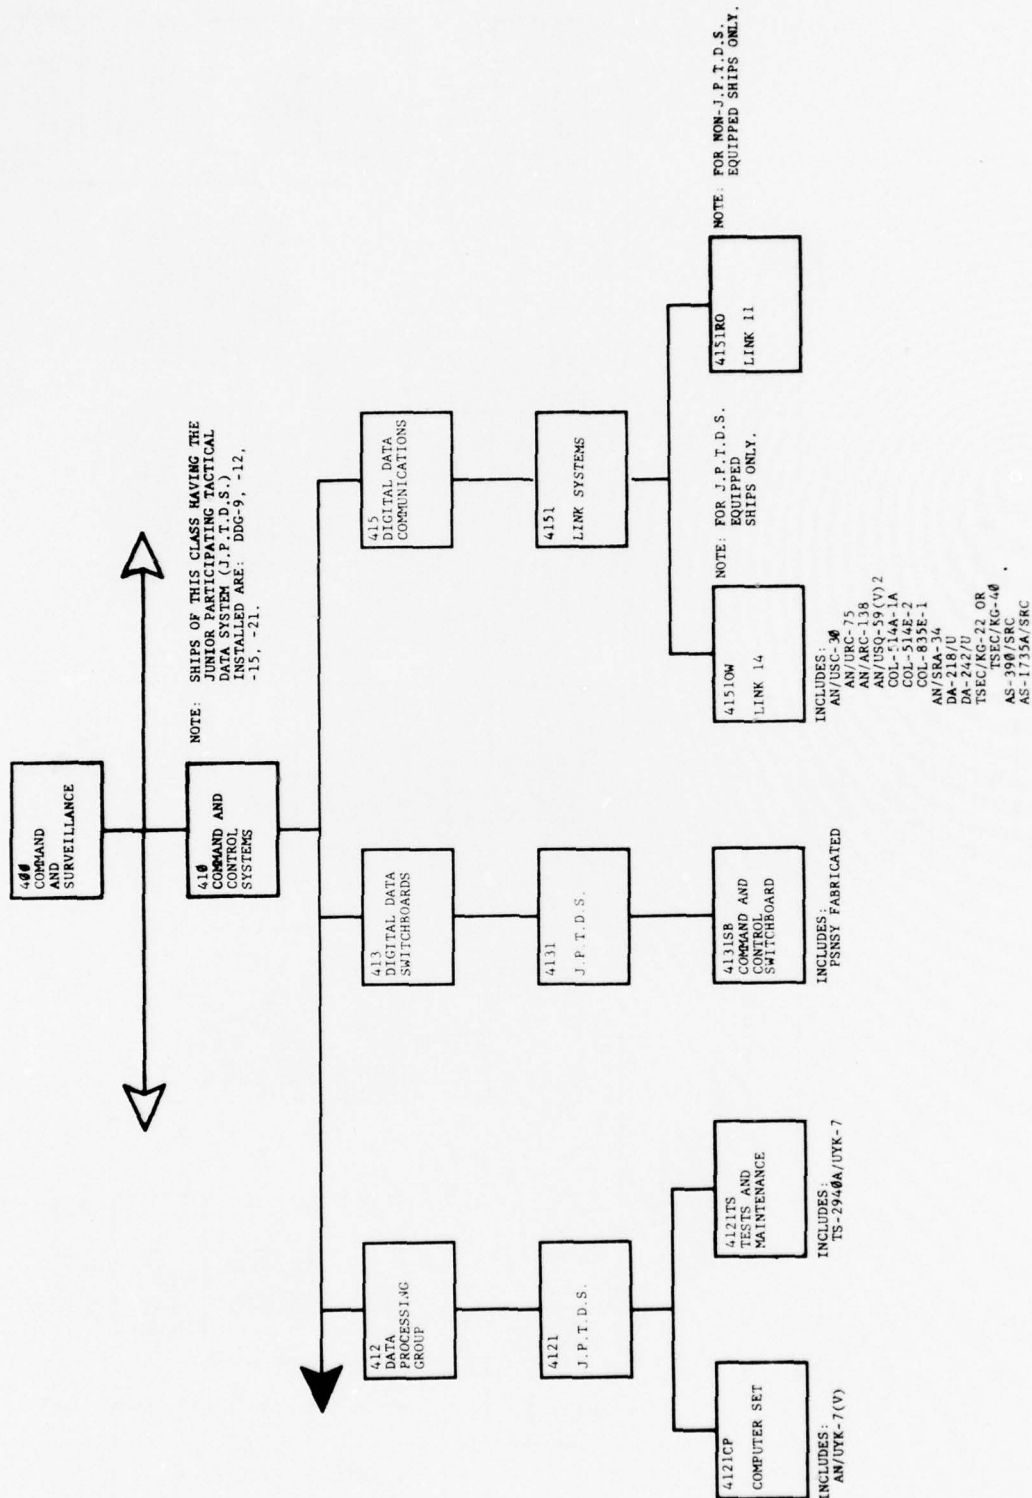 400
COMMAND
AND
SURVEILLANCE
410
COMMAND AND
CONTROL
SYSTEMS
NOTE: SHIPS OF THIS CLASS HAVING THE
JUNIOR PARTICIPATING TACTICAL
DATA SYSTEM (J.P.T.D.S.)
INSTALLED ARE: DDG-9, -12,
-15, -21.
412
DATA
PROCESSING
GROUP
413
DIGITAL DATA
SWITCHBOARDS
415
DIGITAL DATA
COMMUNICATIONS
4121
J.P.T.D.S.
4131
J.P.T.D.S.
4151
LINK SYSTEMS
4121CP
COMPUTER SET
INCLUDES:
AN/UYK-7(V)
4121TS
TESTS AND
MAINTENANCE
INCLUDES:
TS-2940A/UYK-7
4131SB
COMMAND AND
CONTROL
SWITCHBOARD
INCLUDES:
PSNSY FABRICATED
4151OW
LINK 14
NOTE: FOR J.P.T.D.S.
EQUIPPED
SHIPS ONLY.
INCLUDES:
AN/USC-30
AN/URC-75
AN/ARC-138
AN/USQ-59(V)2
COL-514A-1A
COL-514E-2
COL-835E-1
AN/SRA-34
DA-218/U
DA-242/U
TSEC/KG-22 OR
TSEC/KG-40
AS-390/SRC
AS-1735A/SRC
4151RO
LINK 11
NOTE: FOR NON-J.P.T.D.S.
EQUIPPED SHIPS ONLY.